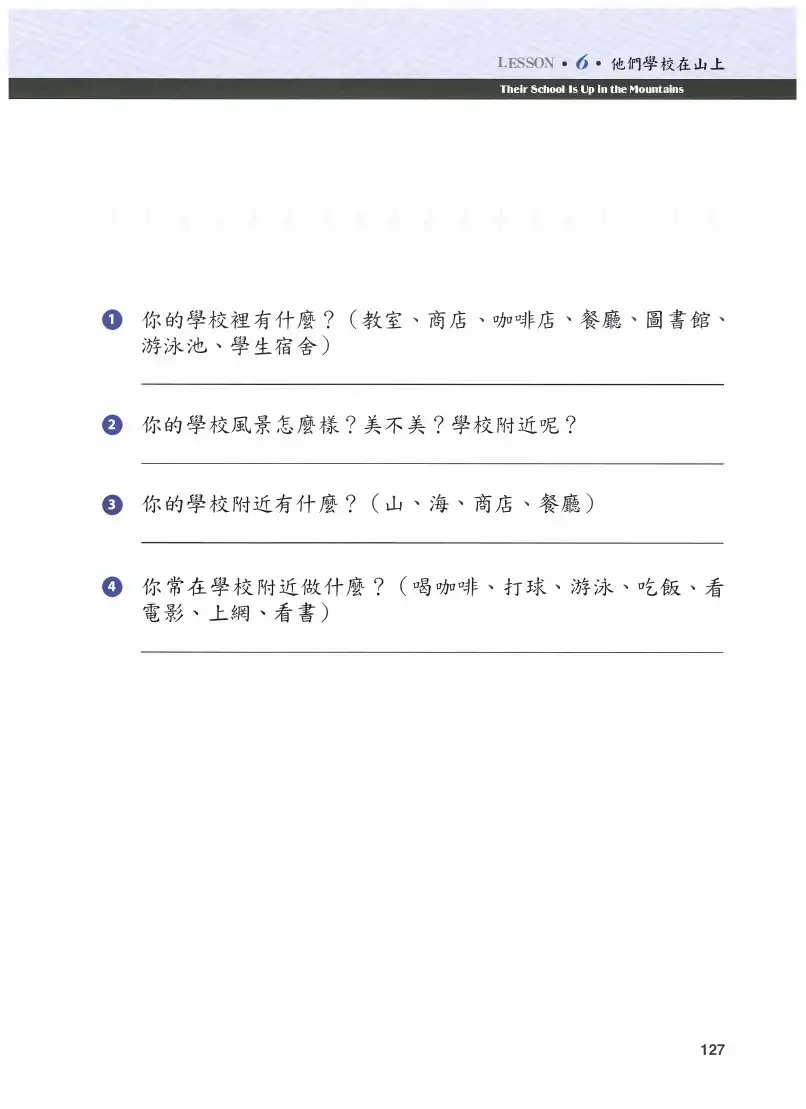 LESSON • 6 • 他們學校在山上
Their School Is Up in the Mountains
1 你的學校裡有什麼？（教室、商店、咖啡店、餐廳、圖書館、
游泳池、學生宿舍）
2 你的學校風景怎麼樣？美不美？學校附近呢？
3 你的學校附近有什麼？（山、海、商店、餐廳）
4 你常在學校附近做什麼？（喝咖啡、打球、游泳、吃飯、看
電影、上網、看書）
127